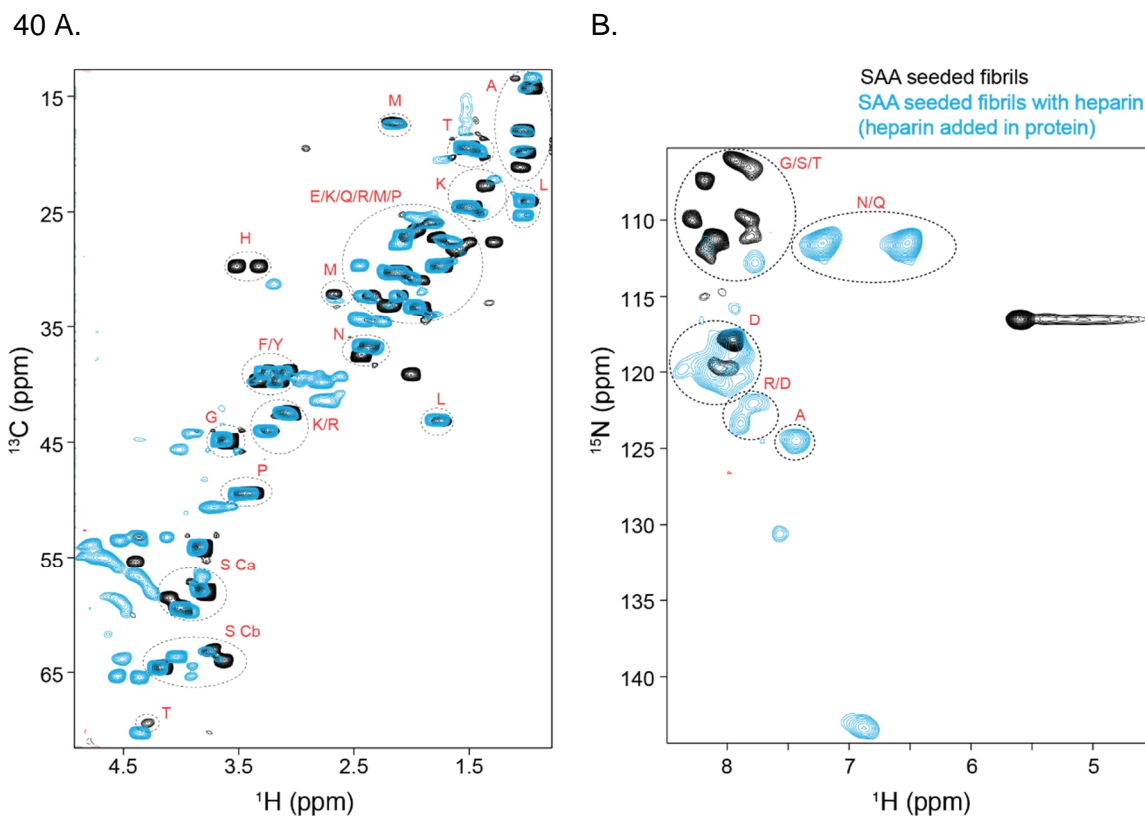 40 A.
B.
SAA seeded fibrils
SAA seeded fibrils with heparin
(heparin added in protein)
A
M
T
K
L
E/K/Q/R/M/P
H
M
N
F/Y
L
K/R
G
P
S Ca
S Cb
T
15
25
35
45
55
65
4.5
3.5
2.5
1.5
¹³C (ppm)
¹H (ppm)
G/S/T
N/Q
D
R/D
A
110
115
120
125
130
135
140
8
7
6
5
¹⁵N (ppm)
¹H (ppm)